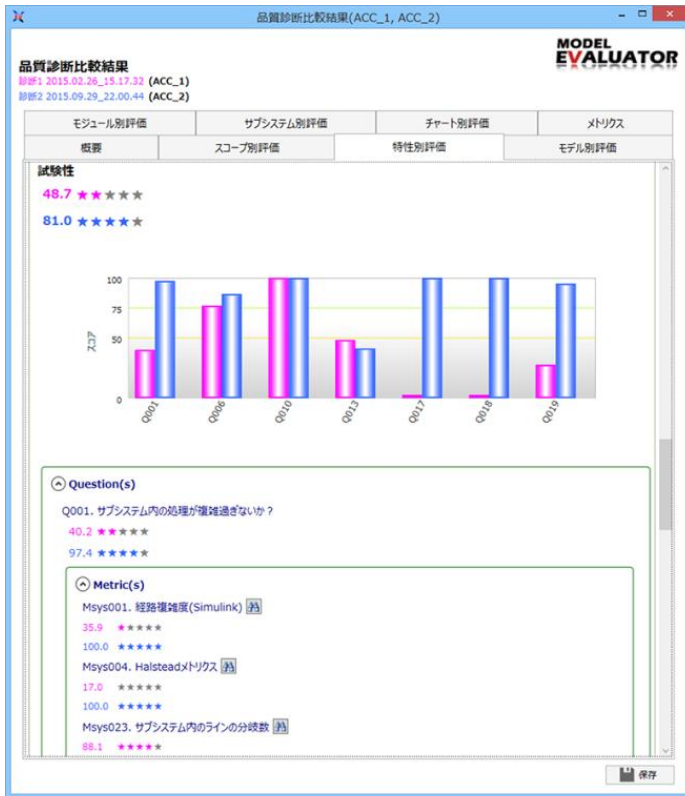 品質診断比較結果(ACC_1, ACC_2)
MODEL
EVALUATOR
品質診断比較結果
診断1 2015.02.26_15.17.32 (ACC_1)
診断2 2015.09.29_22.00.44 (ACC_2)
モジュール別評価 サブシステム別評価 チャート別評価 メトリクス
概要 スコープ別評価 特性別評価 モデル別評価
試験性
48.7 ★★★★★
81.0 ★★★★★
100
75
50
0
スコア
Q001 Q006 Q010 Q013 Q017 Q018 Q019
Question(s)
Q001. サブシステム内の処理が複雑過ぎないか？
40.2 ★★★★★
97.4 ★★★★★
Metric(s)
Msys001. 経路複雑度(Simulink)
35.9 ★★★★★
100.0 ★★★★★
Msys004. Halsteadメトリクス
17.0 ★★★★★
100.0 ★★★★★
Msys023. サブシステム内のラインの分岐数
88.1 ★★★★★
保存